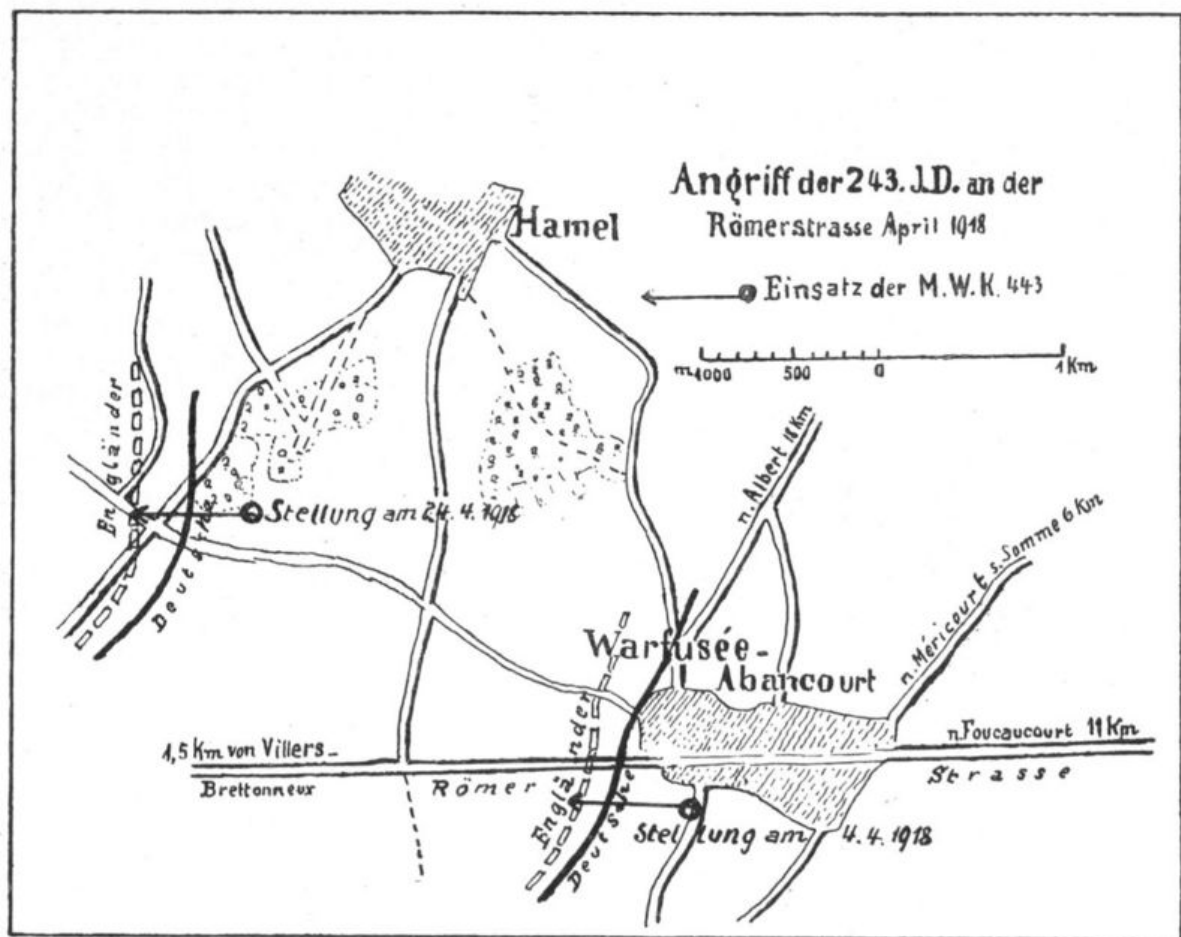 Angriff der 243. J.D. an der
Römerstrasse April 1918
Einsatz der M.W.K. 443
Hamel
m 1000 500 0 1 Km
Engländer
Deutsche
Stellung am 24.4.1918
n. Albert 18 Km
n. Méricourt s. Somme 6 Km
Warfusée-
Abancourt
1,5 Km von Villers-
Brettonneux
Römer
Strasse
n. Foucaucourt 11 Km
Engländer
Deutsche
Stellung am 4.4.1918